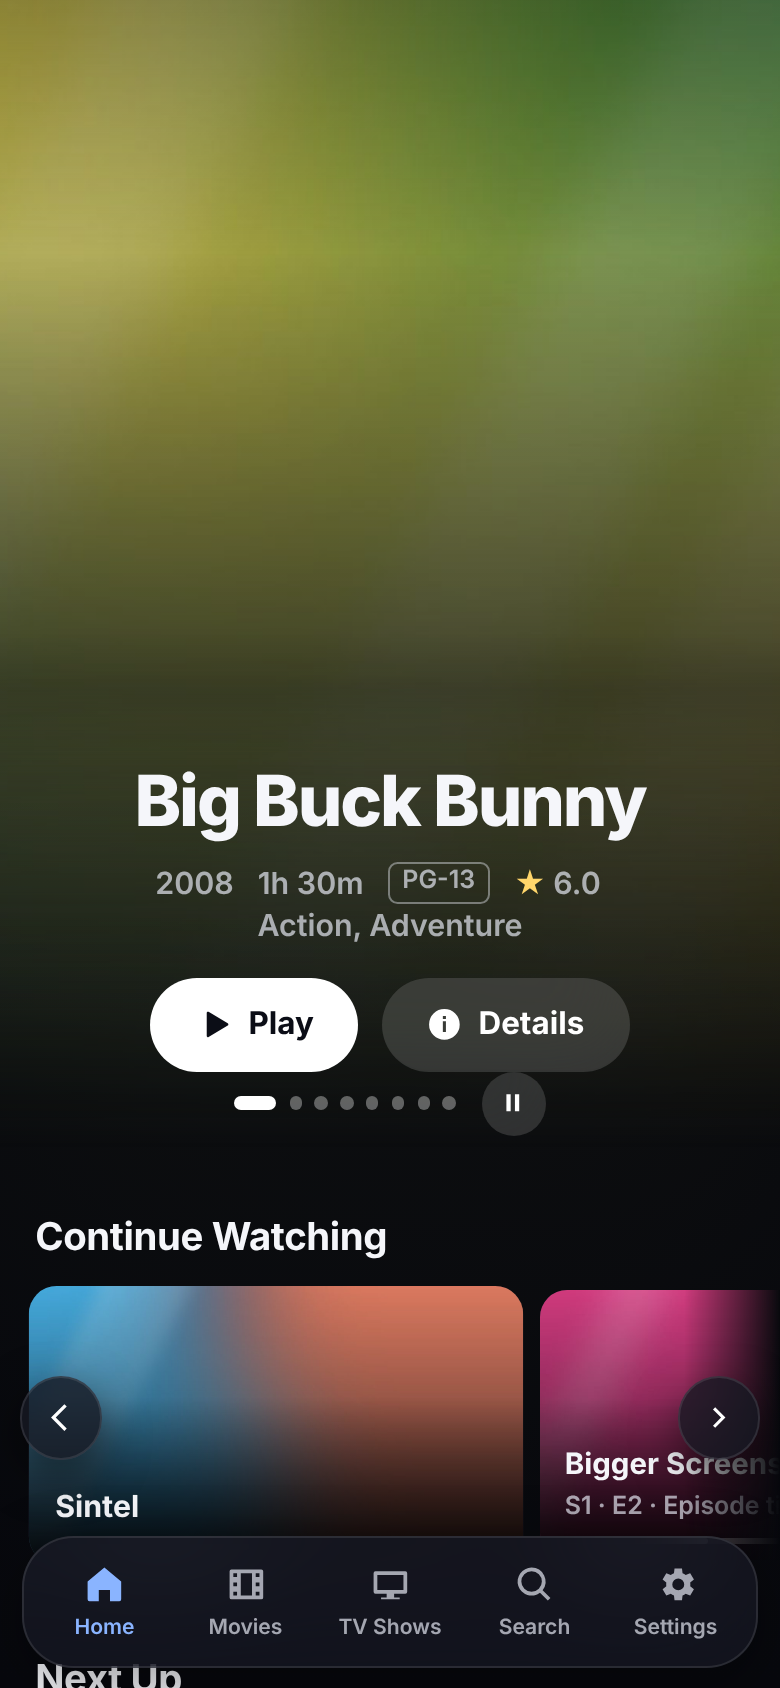 Big Buck Bunny
2008 1h 30m PG-13 ★ 6.0
Action, Adventure
Play Details
Continue Watching
Sintel
Bigger Screens
S1 · E2 · Episode
Home Movies TV Shows Search Settings
Next Up